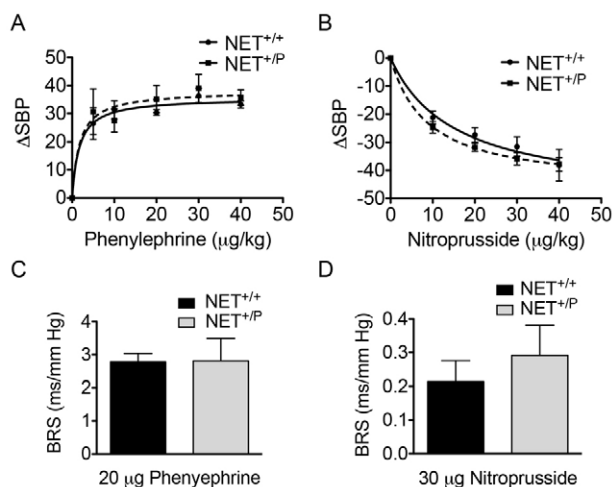 A
NET+/+
NET+/P
50
40
30
20
10
0
ΔSBP
0 10 20 30 40 50
Phenylephrine (μg/kg)
B
NET+/+
NET+/P
0
-10
-20
-30
-40
-50
ΔSBP
0 10 20 30 40 50
Nitroprusside (μg/kg)
C
NET+/+
NET+/P
4
3
2
1
0
BRS (ms/mm Hg)
20 μg Phenyephrine
D
NET+/+
NET+/P
0.4
0.3
0.2
0.1
0.0
BRS (ms/mm Hg)
30 μg Nitroprusside